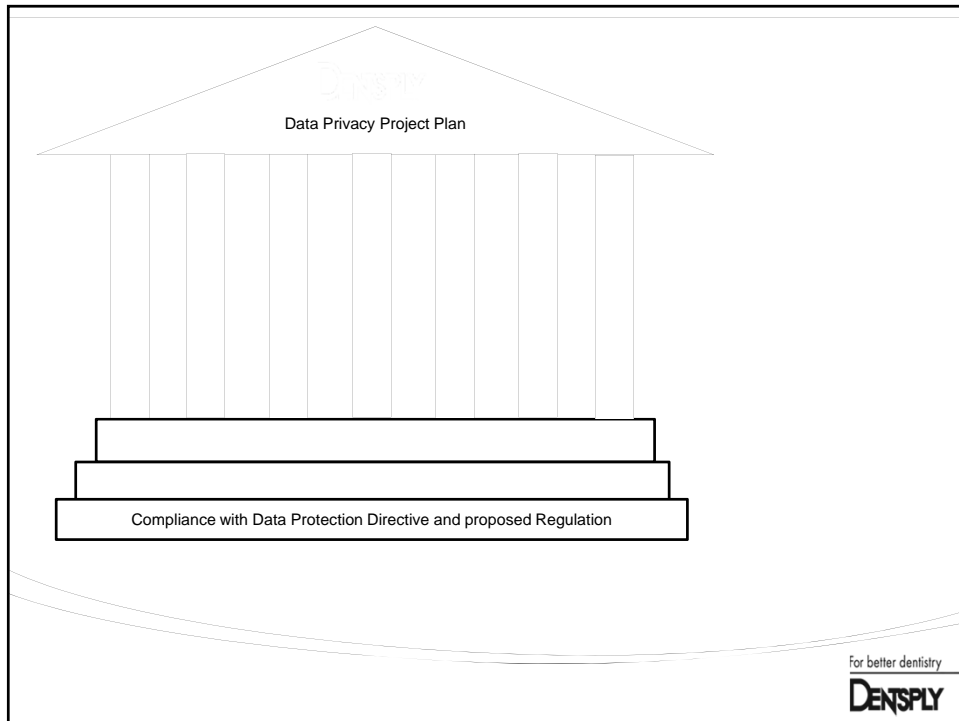 Data Privacy Project Plan
Compliance with Data Protection Directive and proposed Regulation
For better dentistry
DENTSPLY